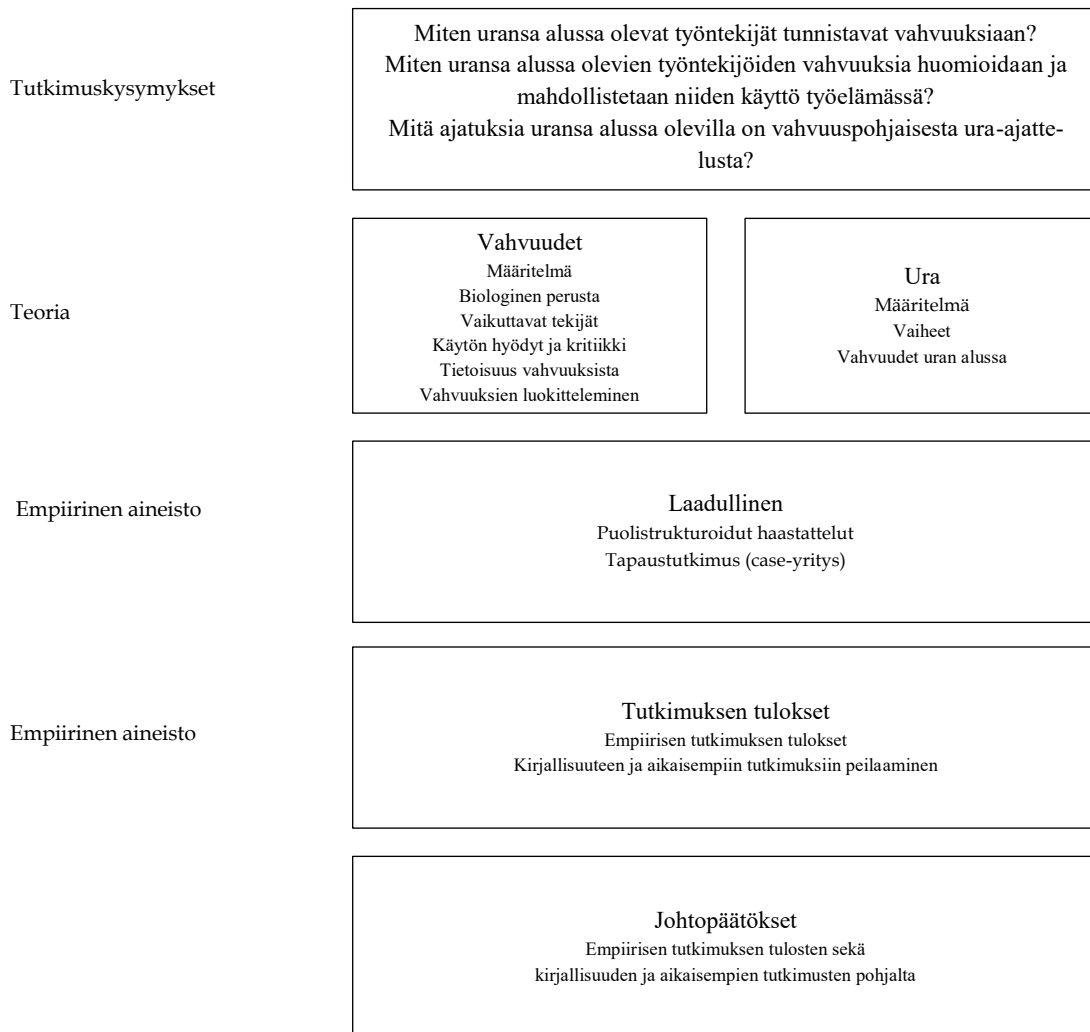 Tutkimuskysymykset
Miten uransa alussa olevat työntekijät tunnistavat vahvuuksiaan?
Miten uransa alussa olevien työntekijöiden vahvuuksia huomioidaan ja
mahdollistetaan niiden käyttö työelämässä?
Mitä ajatuksia uransa alussa olevilla on vahvuuspohjaisesta ura-ajatte-
lusta?
Teoria
Vahvuudet
Määritelmä
Biologinen perusta
Vaikuttavat tekijät
Käytön hyödyt ja kritiikki
Tietoisuus vahvuuksista
Vahvuuksien luokitteleminen
Ura
Määritelmä
Vaiheet
Vahvuudet uran alussa
Empiirinen aineisto
Laadullinen
Puolistrukturoidut haastattelut
Tapaustutkimus (case-yritys)
Empiirinen aineisto
Tutkimuksen tulokset
Empiirisen tutkimuksen tulokset
Kirjallisuuteen ja aikaisempiin tutkimuksiin peilaaminen
Johtopäätökset
Empiirisen tutkimuksen tulosten sekä
kirjallisuuden ja aikaisempien tutkimusten pohjalta